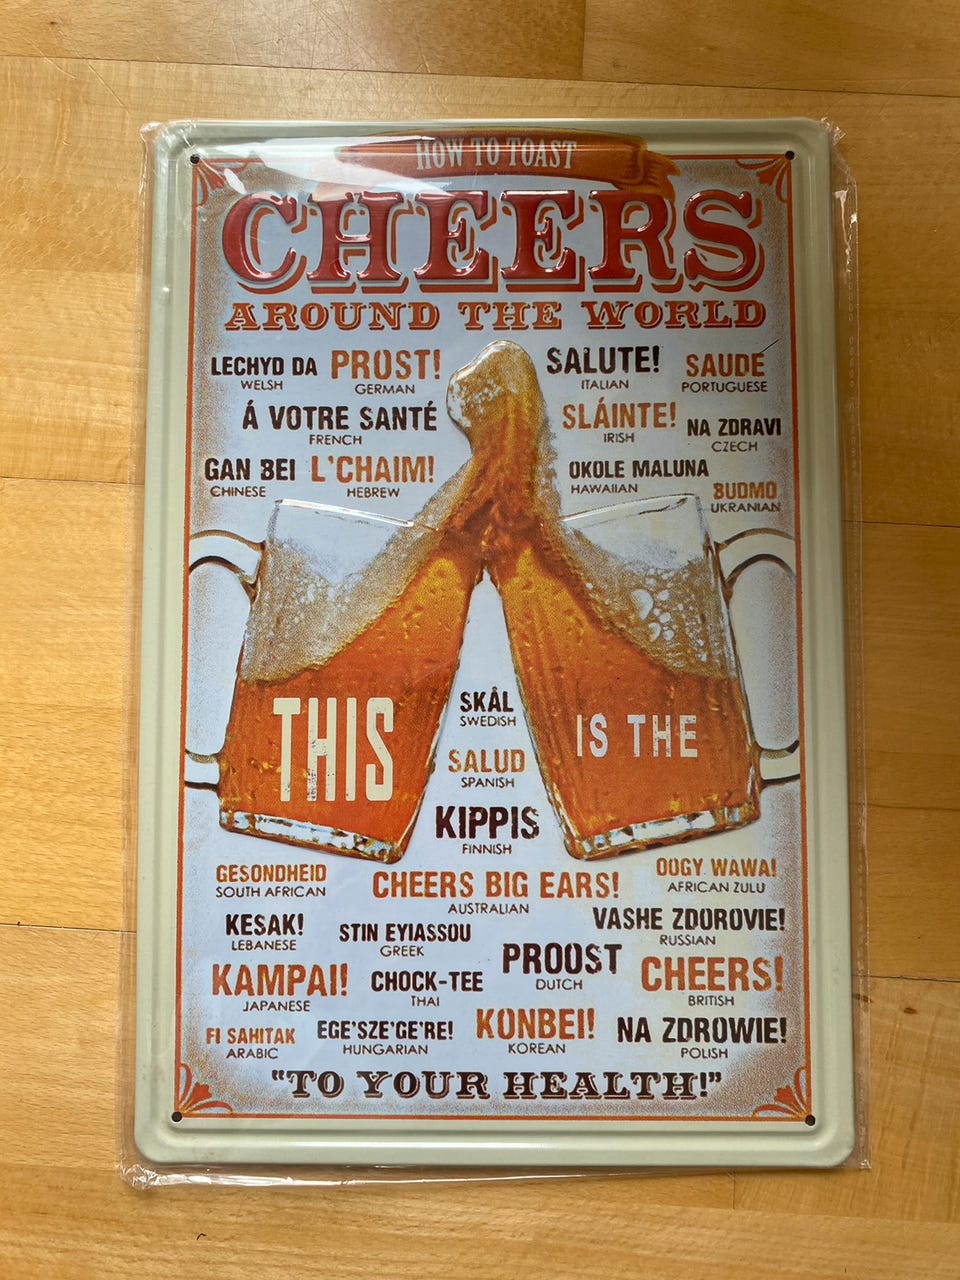 HOW TO TOAST
CHEERS
AROUND THE WORLD
LECHYD DA
WELSH
PROST!
GERMAN
SALUTE!
ITALIAN
SAUDE
PORTUGUESE
Á VOTRE SANTÉ
FRENCH
SLÁINTE!
IRISH
NA ZDRAVI
CZECH
GAN BEI
CHINESE
L'CHAIM!
HEBREW
OKOLE MALUNA
HAWAIIAN
BUDMO
UKRANIAN
THIS
IS THE
SKÅL
SWEDISH
SALUD
SPANISH
KIPPIS
FINNISH
GESONDHEID
SOUTH AFRICAN
CHEERS BIG EARS!
AUSTRALIAN
OOGY WAWA!
AFRICAN ZULU
KESAK!
LEBANESE
STIN EYIASSOU
GREEK
VASHE ZDOROVIE!
RUSSIAN
KAMPAI!
JAPANESE
CHOCK-TEE
THAI
PROOST
DUTCH
CHEERS!
BRITISH
FI SAHITAK
ARABIC
EGE'SZE'GE'RE!
HUNGARIAN
KONBEI!
KOREAN
NA ZDROWIE!
POLISH
"TO YOUR HEALTH!"